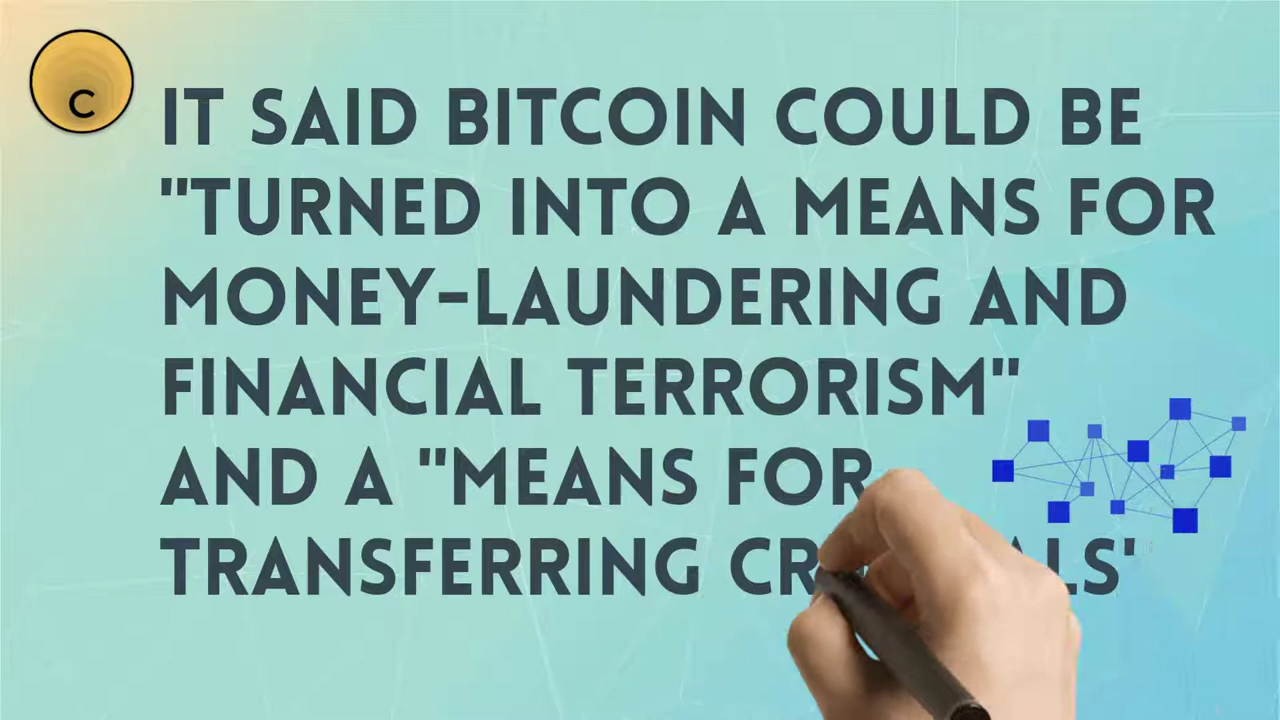 C
IT SAID BITCOIN COULD BE
"TURNED INTO A MEANS FOR
MONEY-LAUNDERING AND
FINANCIAL TERRORISM"
AND A "MEANS FOR
TRANSFERRING